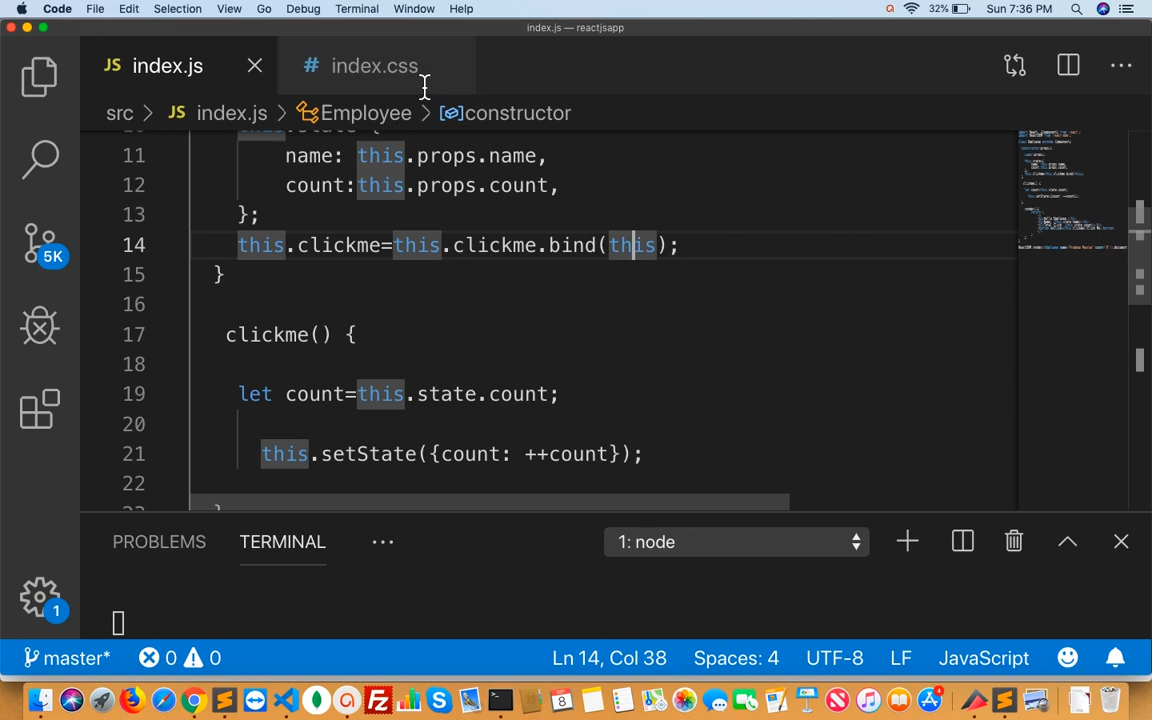 Code File Edit Selection View Go Debug Terminal Window Help 32% Sun 7:36 PM
index.js — reactjsapp
JS index.js
# index.css
src > JS index.js > Employee > constructor
11 name: this.props.name,
12 count:this.props.count,
13 };
14 this.clickme=this.clickme.bind(this);
15 }
16
17 clickme() {
18
19 let count=this.state.count;
20
21 this.setState({count: ++count});
22
5K
PROBLEMS TERMINAL ... 1: node
1
master* 0 0 Ln 14, Col 38 Spaces: 4 UTF-8 LF JavaScript